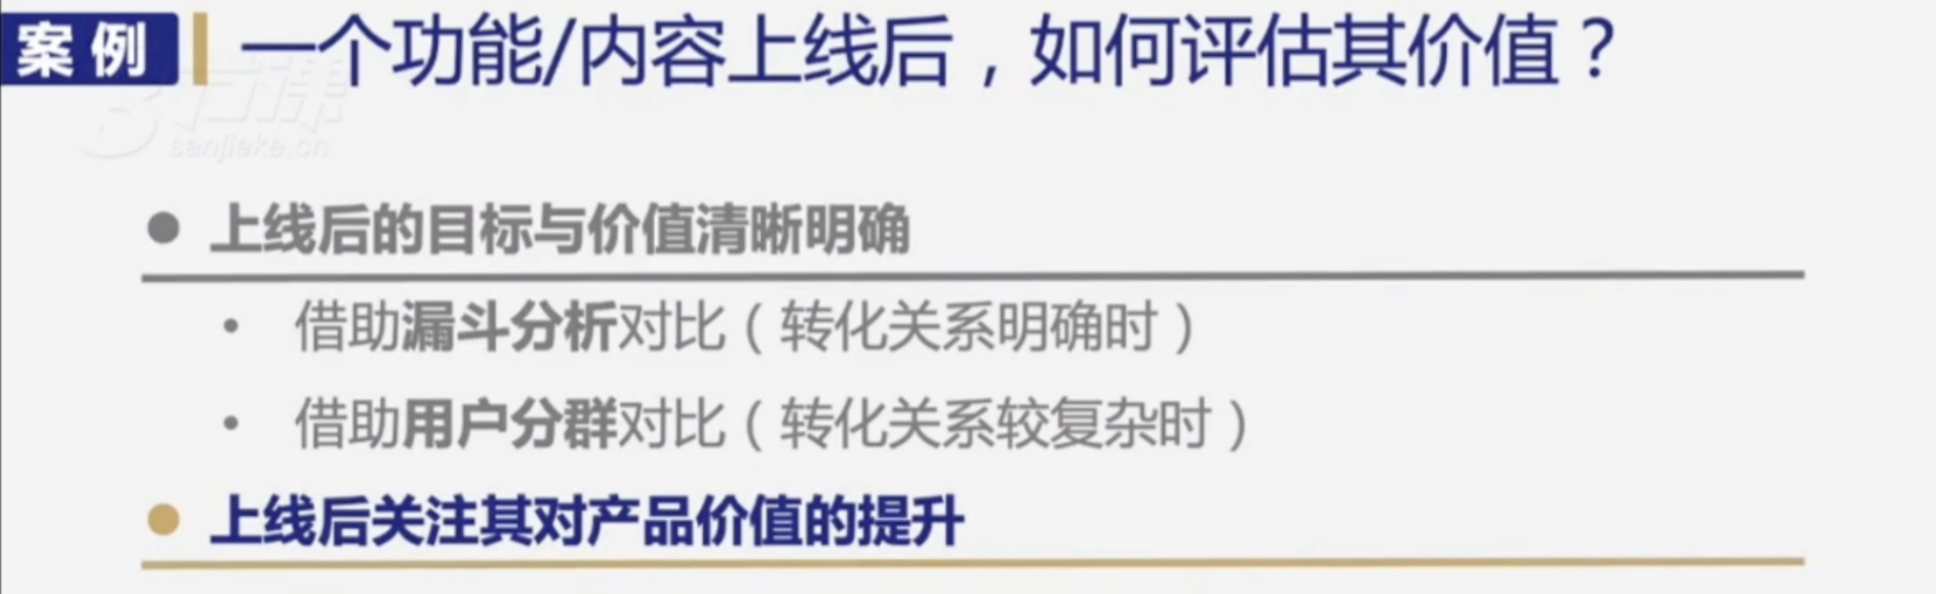 案例 一个功能/内容上线后，如何评估其价值？
三节课
sanjieke.cn
上线后的目标与价值清晰明确
借助漏斗分析对比（转化关系明确时）
借助用户分群对比（转化关系较复杂时）
上线后关注其对产品价值的提升